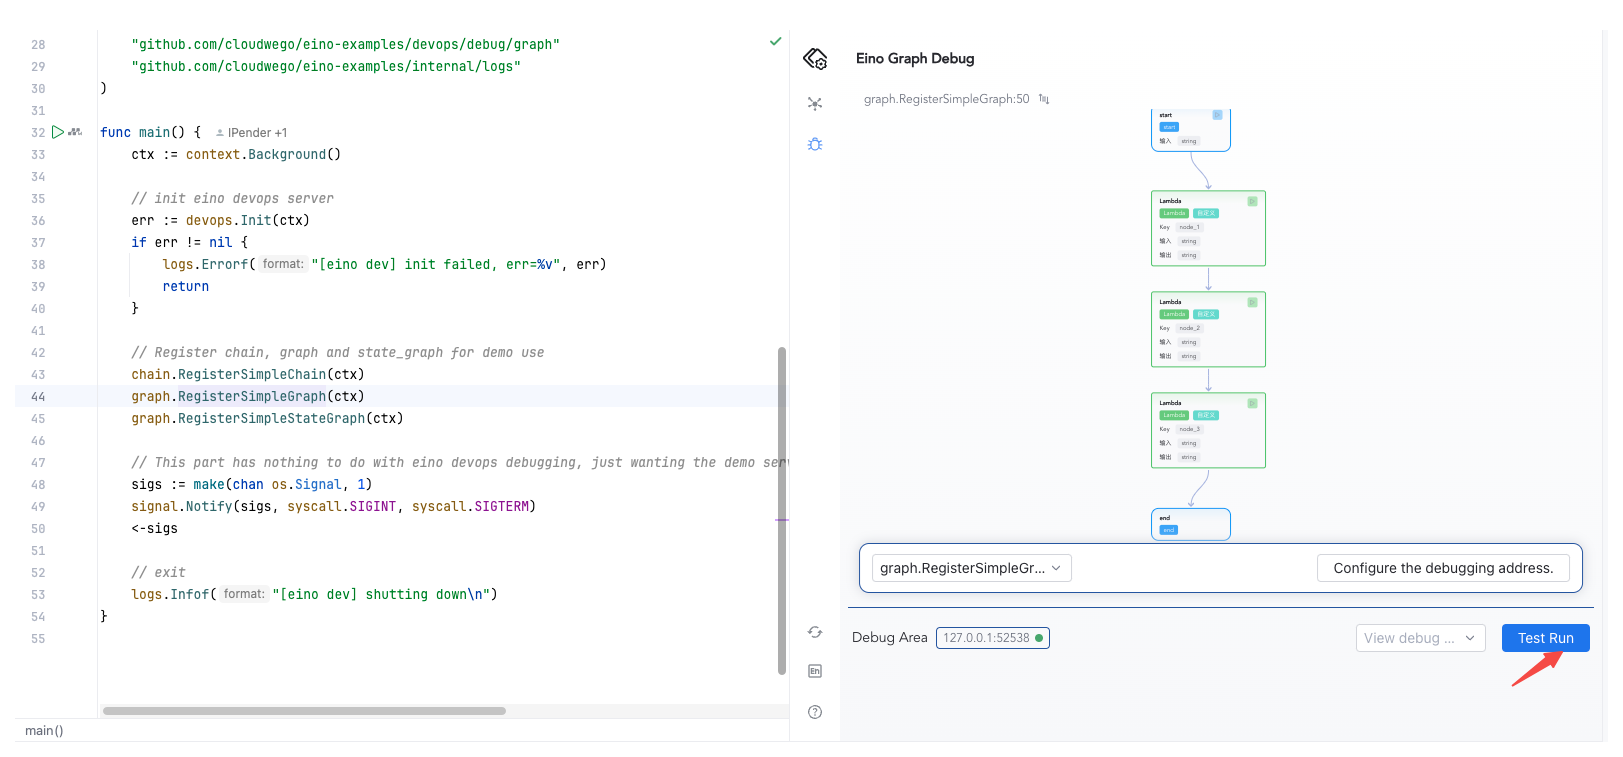 28 "github.com/cloudwego/eino-examples/devops/debug/graph"
29 "github.com/cloudwego/eino-examples/internal/logs"
30 )
31
32 func main() { IPender +1
33 ctx := context.Background()
34
35 // init eino devops server
36 err := devops.Init(ctx)
37 if err != nil {
38 logs.Errorf( format: "[eino dev] init failed, err=%v", err)
39 return
40 }
41
42 // Register chain, graph and state_graph for demo use
43 chain.RegisterSimpleChain(ctx)
44 graph.RegisterSimpleGraph(ctx)
45 graph.RegisterSimpleStateGraph(ctx)
46
47 // This part has nothing to do with eino devops debugging, just wanting the demo serv
48 sigs := make(chan os.Signal, 1)
49 signal.Notify(sigs, syscall.SIGINT, syscall.SIGTERM)
50 <-sigs
51
52 // exit
53 logs.Infof( format: "[eino dev] shutting down\n")
54 }
55
main()
Eino Graph Debug
graph.RegisterSimpleGraph:50
start
start
输入 string
Lambda
Lambda 自定义
Key node_1
输入 string
输出 string
Lambda
Lambda 自定义
Key node_2
输入 string
输出 string
Lambda
Lambda 自定义
Key node_3
输入 string
输出 string
end
end
graph.RegisterSimpleGr... Configure the debugging address.
Debug Area 127.0.0.1:52538 View debug ... Test Run
En
?